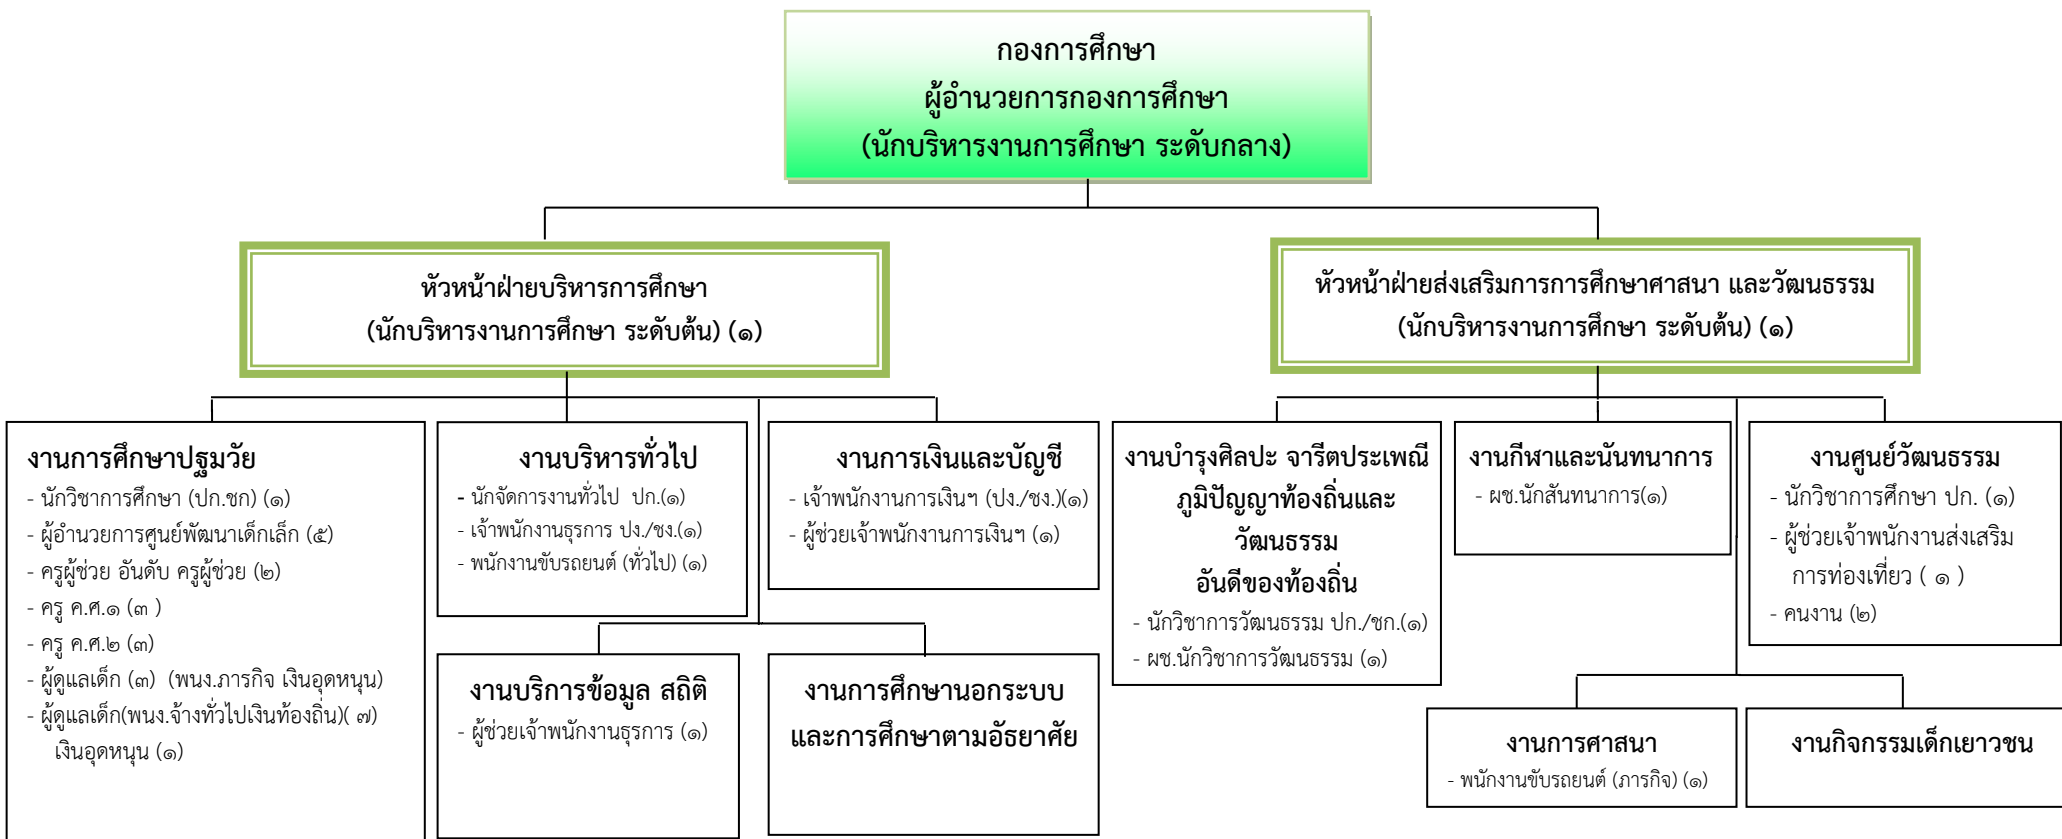 กองการศึกษา
ผู้อำนวยการกองการศึกษา
(นักบริหารงานการศึกษา ระดับกลาง)
หัวหน้าฝ่ายบริหารการศึกษา
(นักบริหารงานการศึกษา ระดับต้น) (๑)
หัวหน้าฝ่ายส่งเสริมการการศึกษาศาสนา และวัฒนธรรม
(นักบริหารงานการศึกษา ระดับต้น) (๑)
งานการศึกษาปฐมวัย
- นักวิชาการศึกษา (ปก.ชก) (๑)
- ผู้อำนวยการศูนย์พัฒนาเด็กเล็ก (๕)
- ครูผู้ช่วย อันดับ ครูผู้ช่วย (๒)
- ครู ค.ศ.๑ (๓ )
- ครู ค.ศ.๒ (๓)
- ผู้ดูแลเด็ก (๓) (พนง.ภารกิจ เงินอุดหนุน)
- ผู้ดูแลเด็ก(พนง.จ้างทั่วไปเงินท้องถิ่น)( ๗)
เงินอุดหนุน (๑)
งานบริหารทั่วไป
- นักจัดการงานทั่วไป ปก.(๑)
- เจ้าพนักงานธุรการ ปง./ชง.(๑)
- พนักงานขับรถยนต์ (ทั่วไป) (๑)
งานการเงินและบัญชี
- เจ้าพนักงานการเงินฯ (ปง./ชง.)(๑)
- ผู้ช่วยเจ้าพนักงานการเงินฯ (๑)
งานบริการข้อมูล สถิติ
- ผู้ช่วยเจ้าพนักงานธุรการ (๑)
งานการศึกษานอกระบบ
และการศึกษาตามอัธยาศัย
งานบำรุงศิลปะ จารีตประเพณี
ภูมิปัญญาท้องถิ่นและ
วัฒนธรรม
อันดีของท้องถิ่น
- นักวิชาการวัฒนธรรม ปก./ชก.(๑)
- ผช.นักวิชาการวัฒนธรรม (๑)
งานกีฬาและนันทนาการ
- ผช.นักสันทนาการ(๑)
งานศูนย์วัฒนธรรม
- นักวิชาการศึกษา ปก. (๑)
- ผู้ช่วยเจ้าพนักงานส่งเสริม
การท่องเที่ยว ( ๑ )
- คนงาน (๒)
งานการศาสนา
- พนักงานขับรถยนต์ (ภารกิจ) (๑)
งานกิจกรรมเด็กเยาวชน